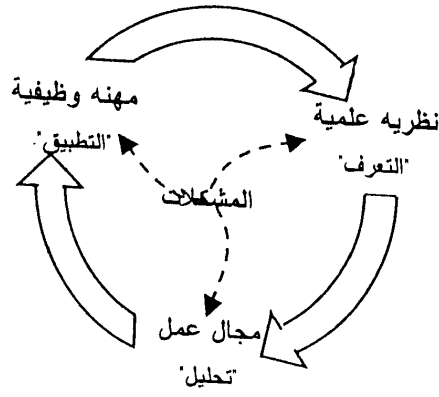 مهنه وظيفية
"التطبيق"
نظريه علمية
"التعرف"
المشكلات
مجال عمل
"تحليل"